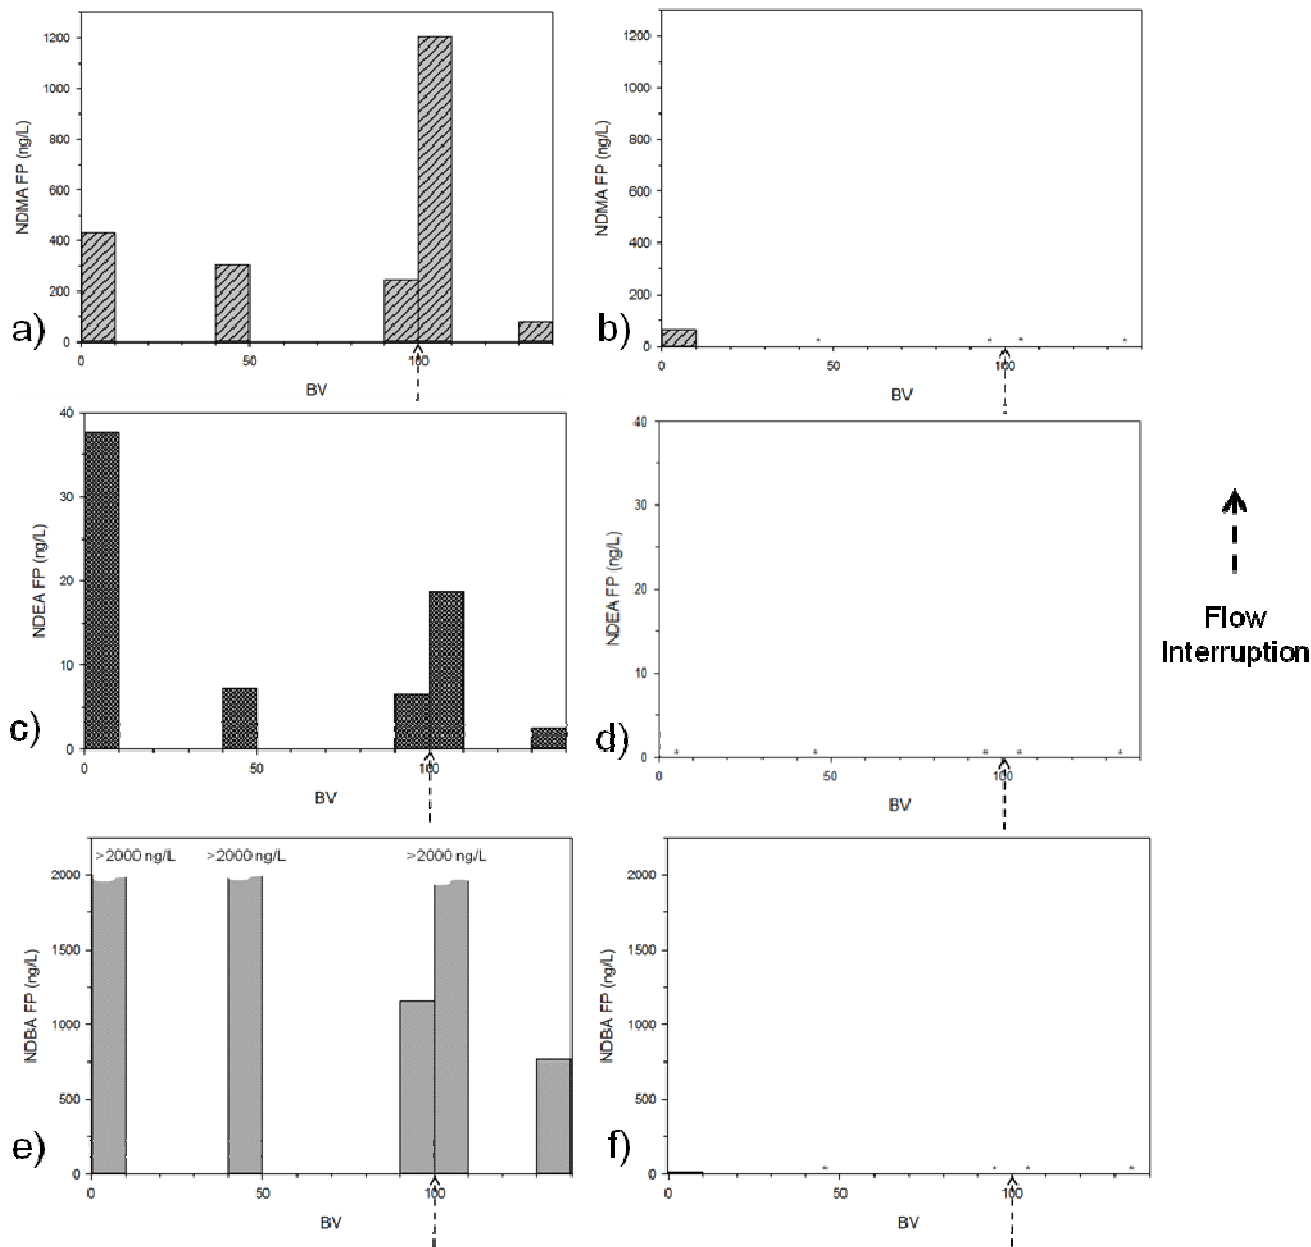 a)
NDMA FP (ng/L)
1200
1000
800
600
400
200
0
0
50
100
BV
b)
NDMA FP (ng/L)
1200
1000
800
600
400
200
0
*
*
*
*
0
50
100
BV
c)
NDEA FP (ng/L)
40
30
20
10
0
0
50
100
BV
d)
NDEA FP (ng/L)
40
30
20
10
0
*
*
*
*
*
0
50
100
BV
Flow
Interruption
e)
NDBA FP (ng/L)
>2000 ng/L
>2000 ng/L
>2000 ng/L
2000
1500
1000
500
0
0
50
100
BV
f)
NDBA FP (ng/L)
2000
1500
1000
500
0
*
*
*
*
0
50
100
BV